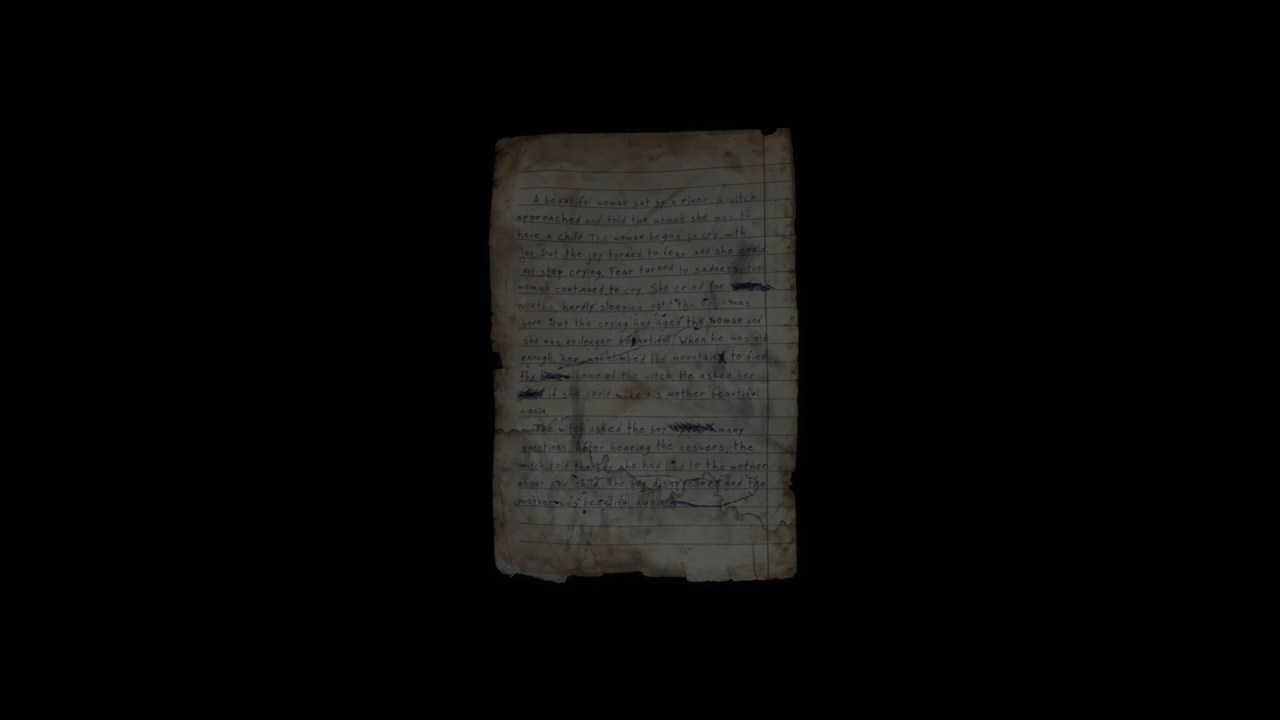 A beautiful woman sat by a river. A witch
approached and told the woman she was to
have a child. The woman began to cry with
joy. But the joy turned to fear and she could
not stop crying. Fear turned to sadness, the
woman continued to cry. She cried for
months, hardly sleeping until the child was
born. But the crying had aged the woman and
she was no longer beautiful. When he was old
enough, her son climbed the mountain to find
the home of the witch. He asked her
if she could make his mother beautiful
again.
The witch asked the boy many
questions. After hearing the answers, the
witch told the boy she had lied to the mother
about her child. The boy disappeared and the
mother was beautiful again.